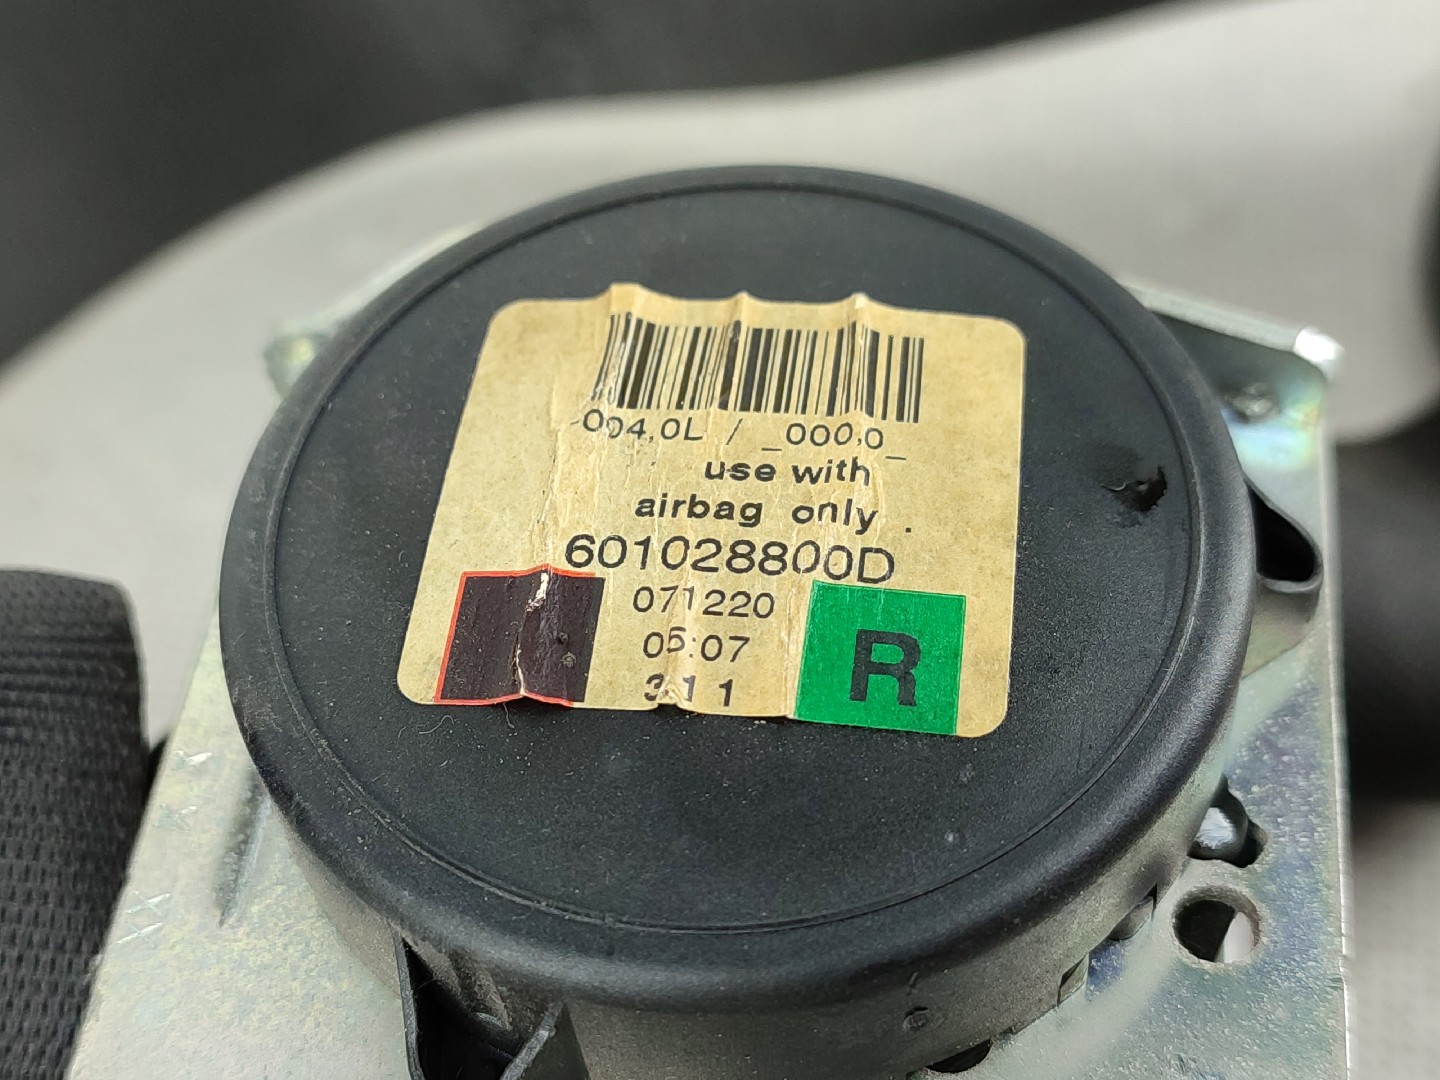 -004,0L / _000,0_
use with
airbag only .
601028800D
071220
05:07
311
R